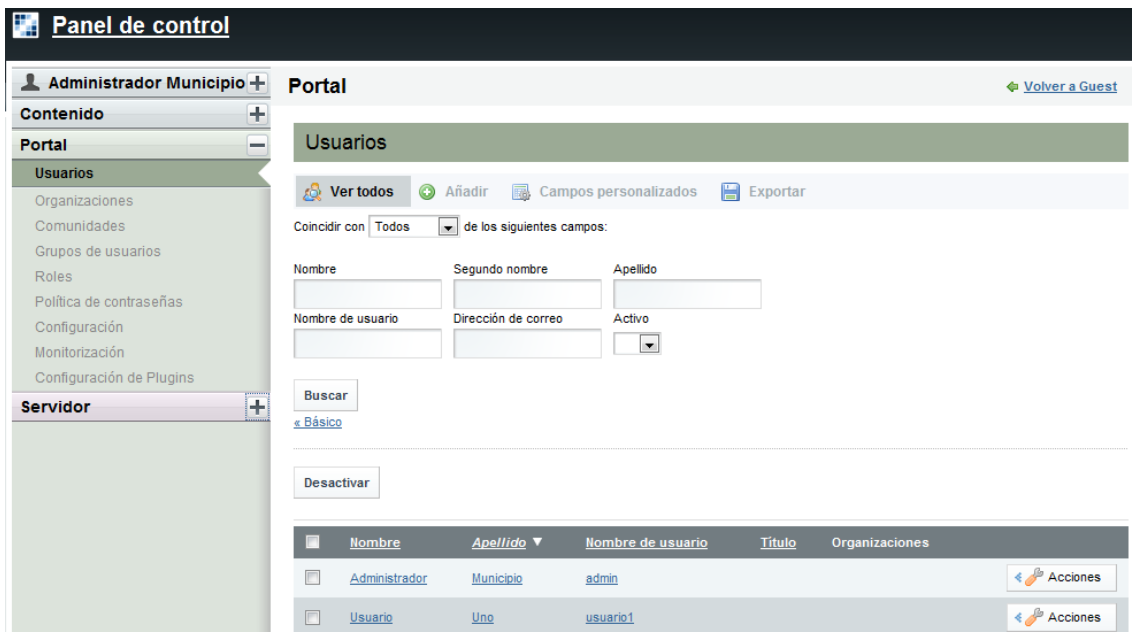 Panel de control
Administrador Municipio
Portal
Volver a Guest
Contenido
Portal
Usuarios
Organizaciones
Comunidades
Grupos de usuarios
Roles
Política de contraseñas
Configuración
Monitorización
Configuración de Plugins
Servidor
Usuarios
Ver todos Añadir Campos personalizados Exportar
Coincidir con Todos de los siguientes campos:
Nombre Segundo nombre Apellido
Nombre de usuario Dirección de correo Activo
Buscar
« Básico
Desactivar
Nombre Apellido ▼ Nombre de usuario Título Organizaciones
Administrador Municipio admin Acciones
Usuario Uno usuario1 Acciones